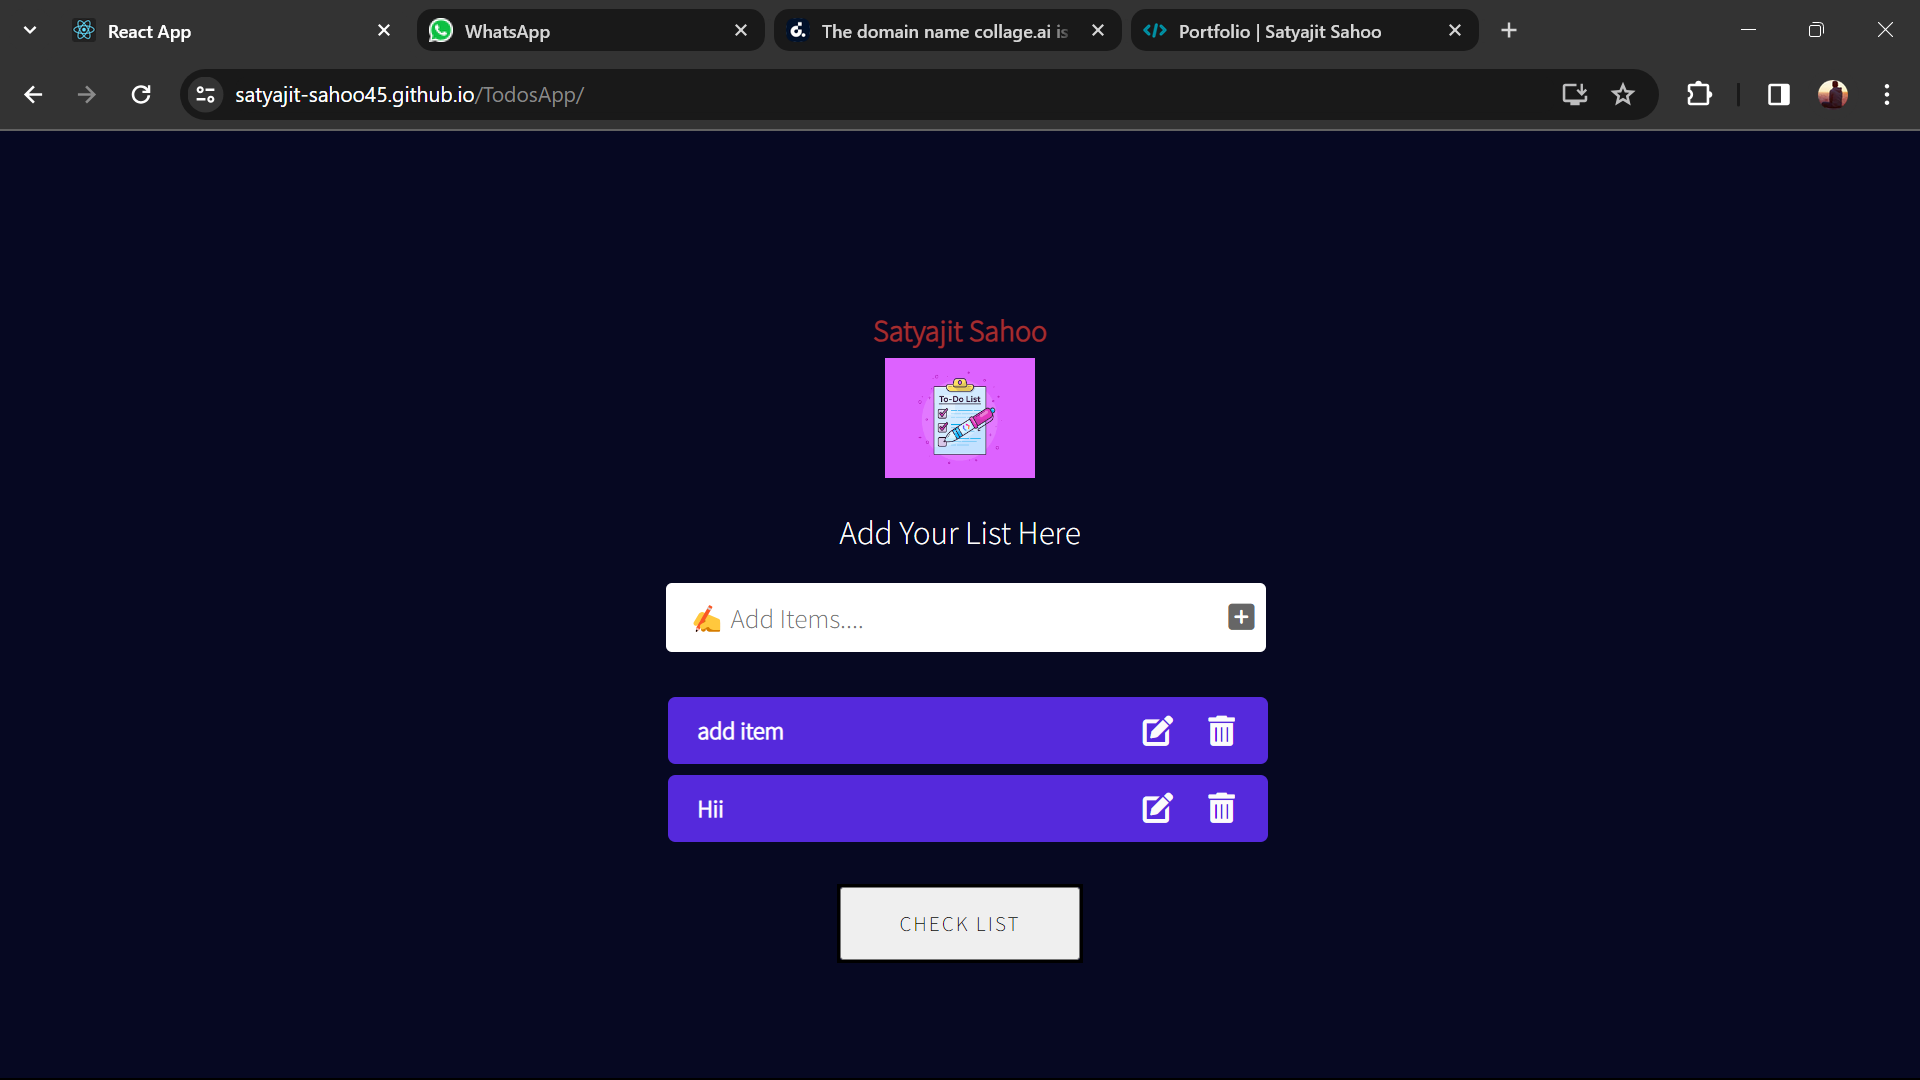 React App
WhatsApp
The domain name collage.ai is
Portfolio | Satyajit Sahoo
satyajit-sahoo45.github.io/TodosApp/
Satyajit Sahoo
To-Do List
Add Your List Here
✍ Add Items....
add item
Hii
CHECK LIST